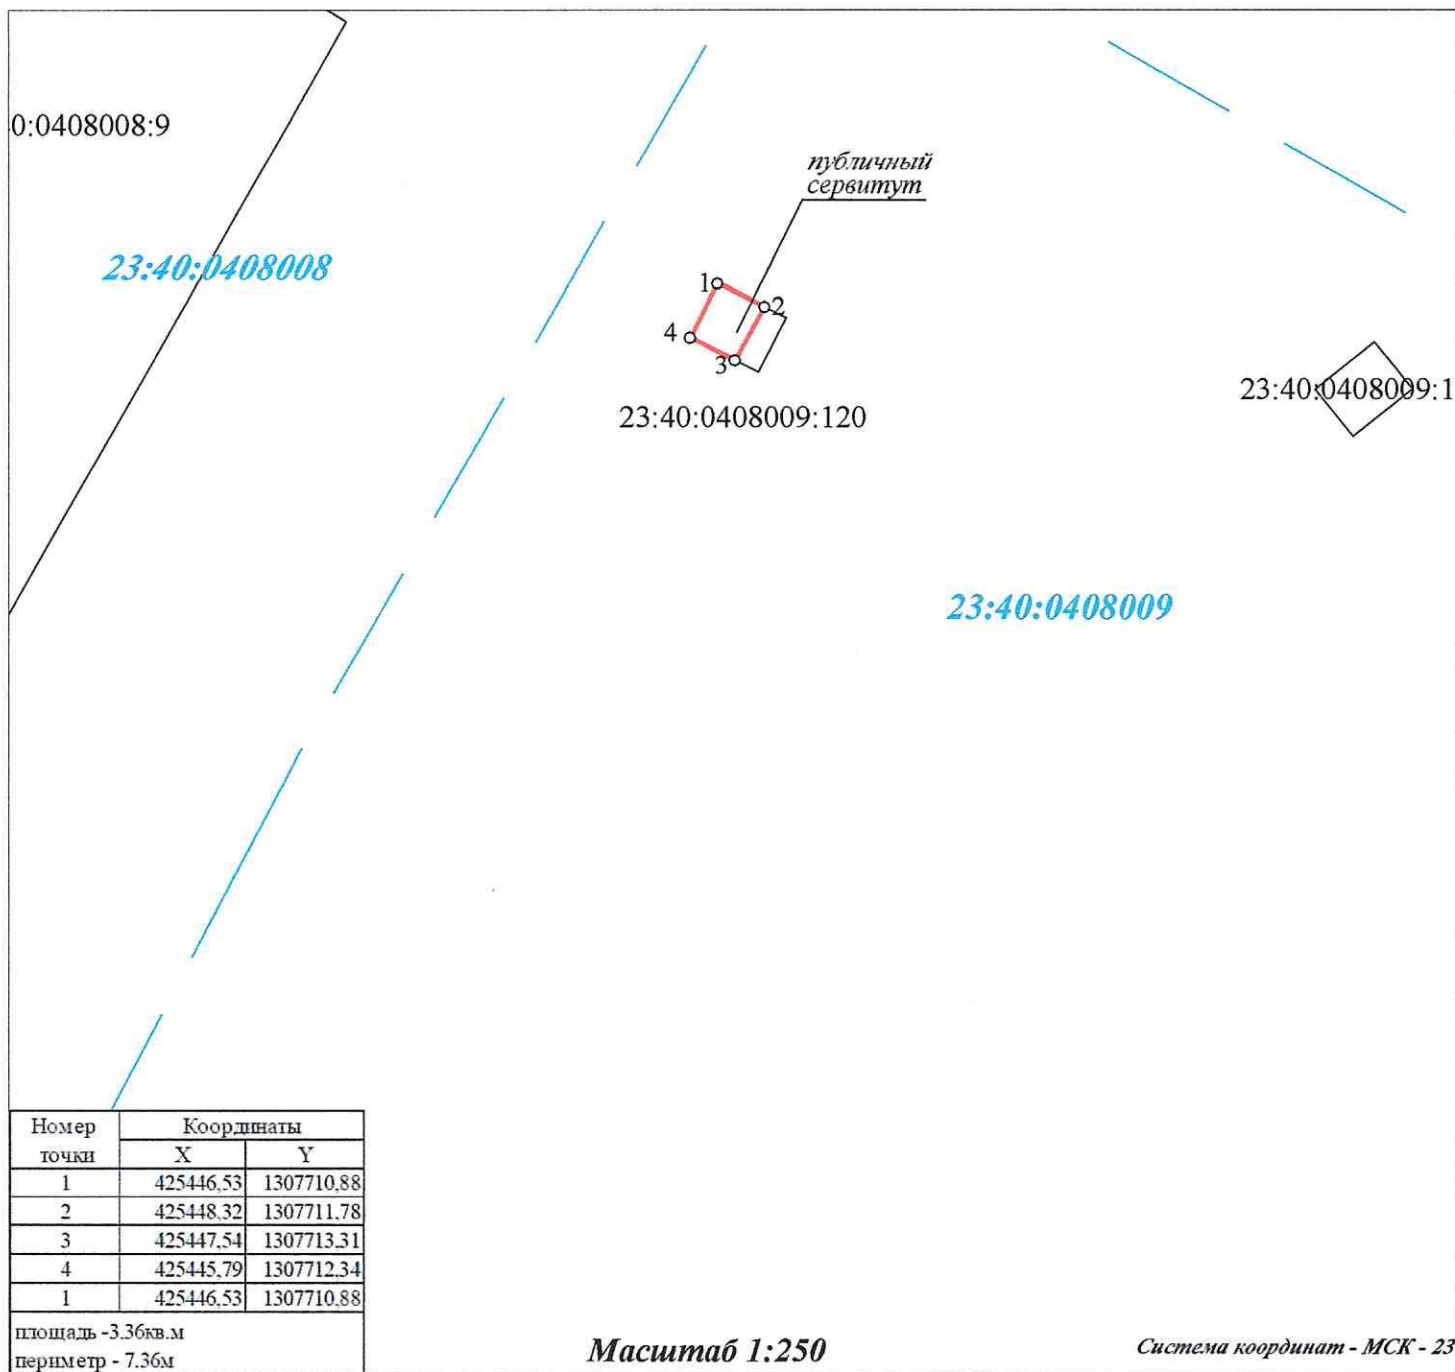 0:0408008:9
публичный
сервитут
23:40:0408008
1
2
4
3
23:40:0408009:1
23:40:0408009:120
23:40:0408009
Номер точки Координаты
X Y
1 425446,53 1307710,88
2 425448,32 1307711,78
3 425447,54 1307713,31
4 425445,79 1307712,34
1 425446,53 1307710,88
площадь -3.36кв.м
периметр - 7.36м
Масштаб 1:250
Система координат - МСК - 23